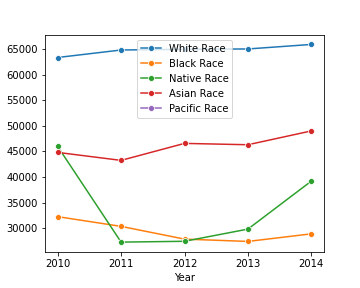 65000
60000
55000
50000
45000
40000
35000
30000
White Race
Black Race
Native Race
Asian Race
Pacific Race
2010 2011 2012 2013 2014
Year